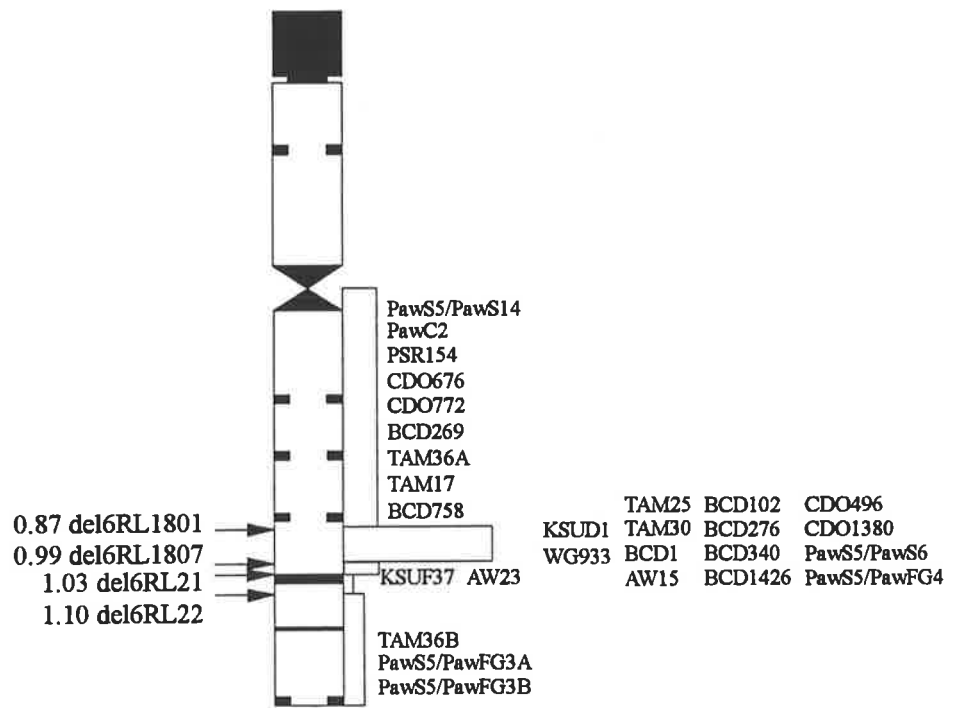 PawS5/PawS14
PawC2
PSR154
CDO676
CDO772
BCD269
TAM36A
TAM17
BCD758
0.87 del6RL1801
0.99 del6RL1807
1.03 del6RL21
1.10 del6RL22
TAM25 BCD102 CDO496
KSUD1 TAM30 BCD276 CDO1380
WG933 BCD1 BCD340 PawS5/PawS6
AW15 BCD1426 PawS5/PawFG4
KSUF37 AW23
TAM36B
PawS5/PawFG3A
PawS5/PawFG3B